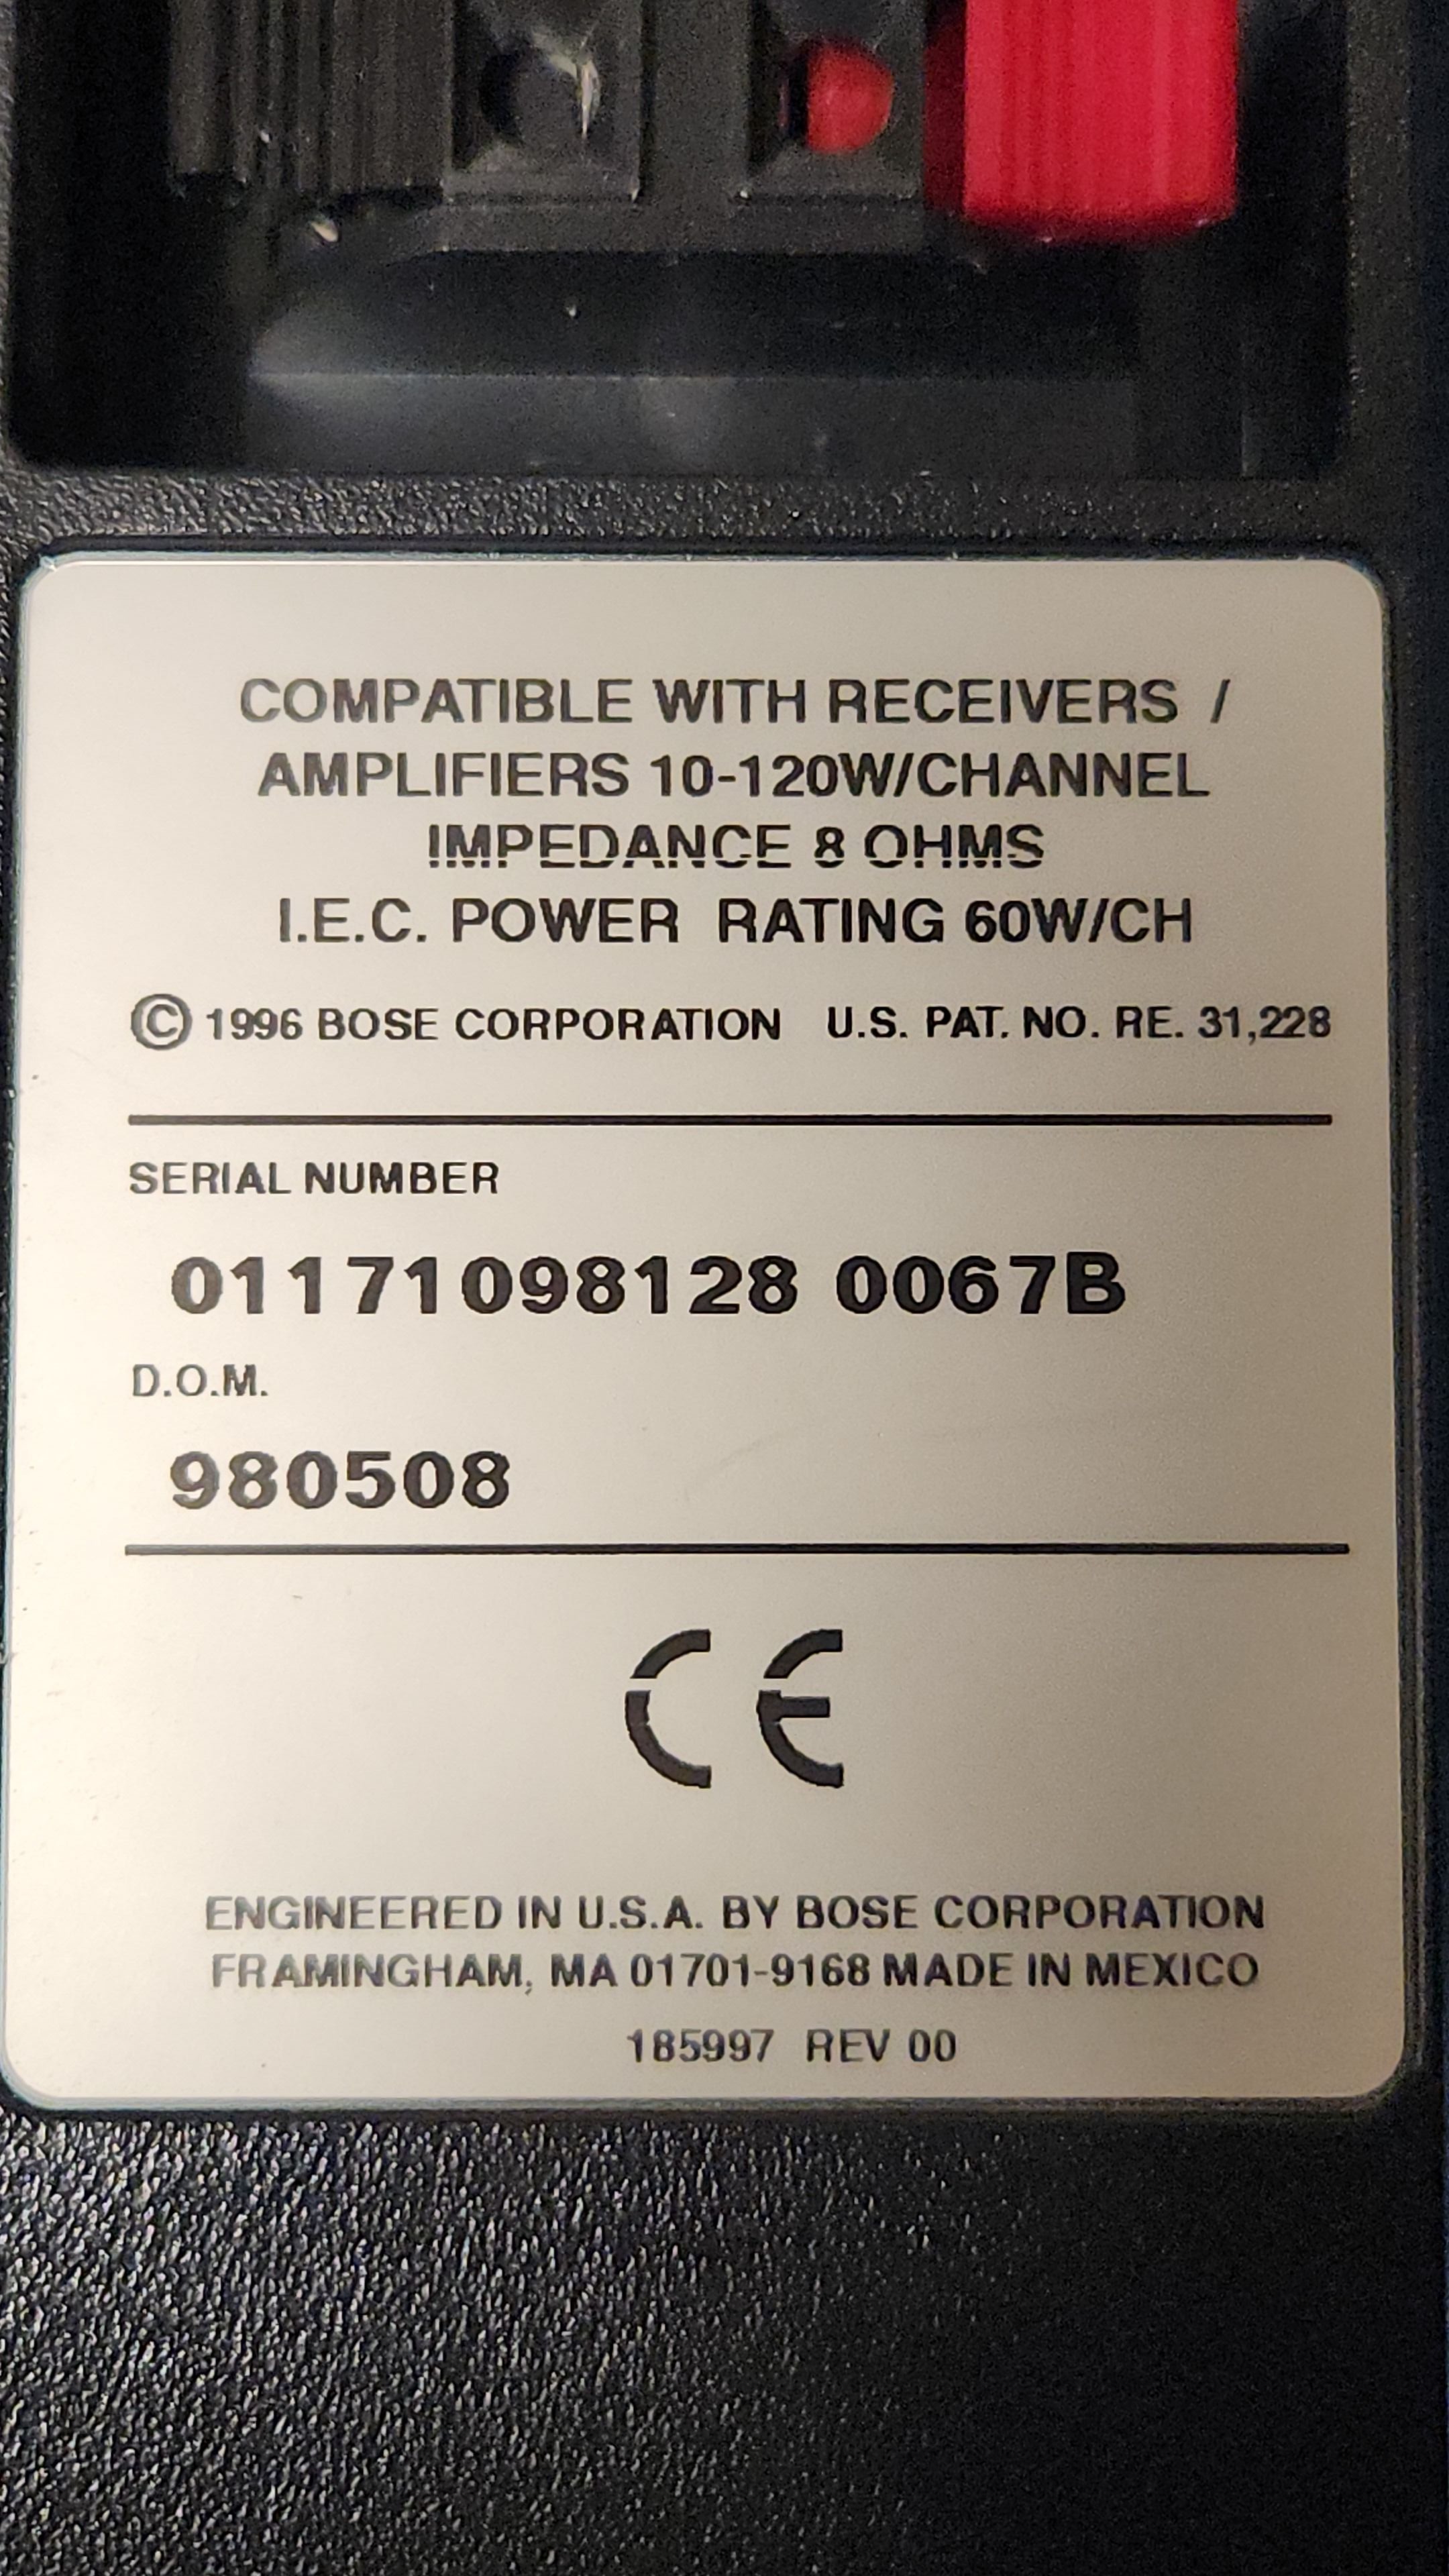 COMPATIBLE WITH RECEIVERS /
AMPLIFIERS 10-120W/CHANNEL
IMPEDANCE 8 OHMS
I.E.C. POWER RATING 60W/CH
© 1996 BOSE CORPORATION U.S. PAT. NO. RE. 31,228
SERIAL NUMBER
01171098128 0067B
D.O.M.
980508
CE
ENGINEERED IN U.S.A. BY BOSE CORPORATION
FRAMINGHAM, MA 01701-9168 MADE IN MEXICO
185997 REV 00